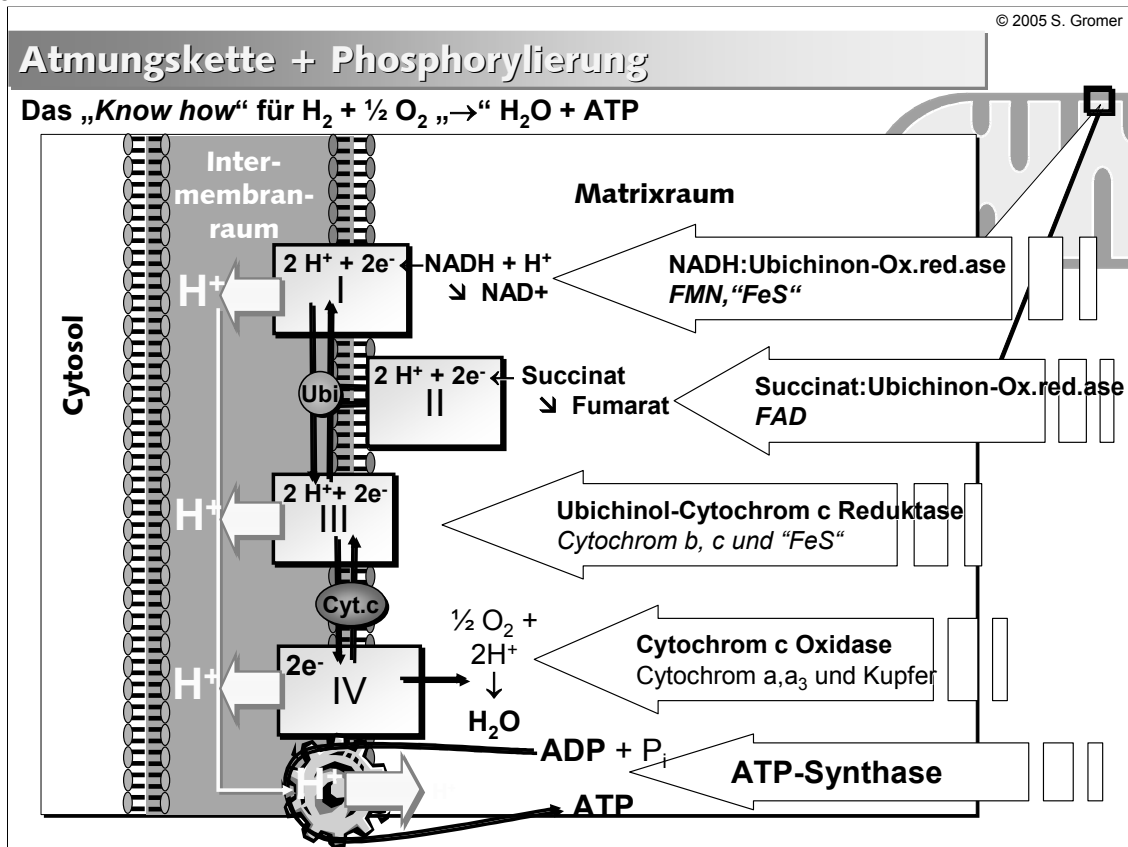 © 2005 S. Gromer
Atmungskette + Phosphorylierung
Das „Know how“ für H₂ + ½ O₂ „→“ H₂O + ATP
Cytosol
Inter-
membran-
raum
Matrixraum
H⁺
2 H⁺ + 2e⁻
I
NADH + H⁺
NAD+
NADH:Ubichinon-Ox.red.ase
FMN,“FeS“
Ubi
2 H⁺ + 2e⁻
II
Succinat
Fumarat
Succinat:Ubichinon-Ox.red.ase
FAD
H⁺
2 H⁺+ 2e⁻
III
Ubichinol-Cytochrom c Reduktase
Cytochrom b, c und "FeS“
Cyt.c
½ O₂ +
2H⁺
↓
H₂O
H⁺
2e⁻
IV
Cytochrom c Oxidase
Cytochrom a,a₃ und Kupfer
ADP + Pᵢ
ATP
H⁺
H⁺
ATP-Synthase